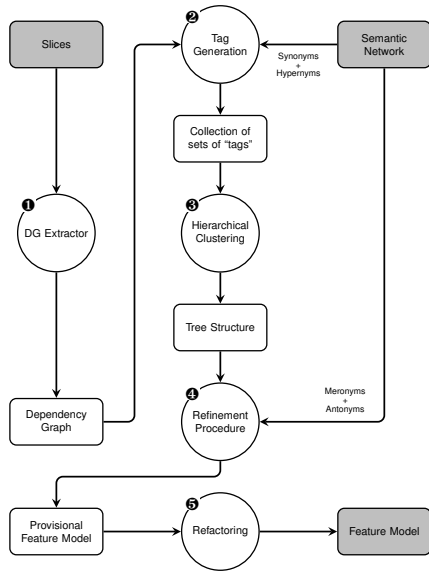 Slices
❷
Tag
Generation
Semantic
Network
Synonyms
+
Hypernyms
Collection of
sets of “tags”
❶
DG Extractor
❸
Hierarchical
Clustering
Tree Structure
Dependency
Graph
❹
Refinement
Procedure
Meronyms
+
Antonyms
Provisional
Feature Model
❺
Refactoring
Feature Model